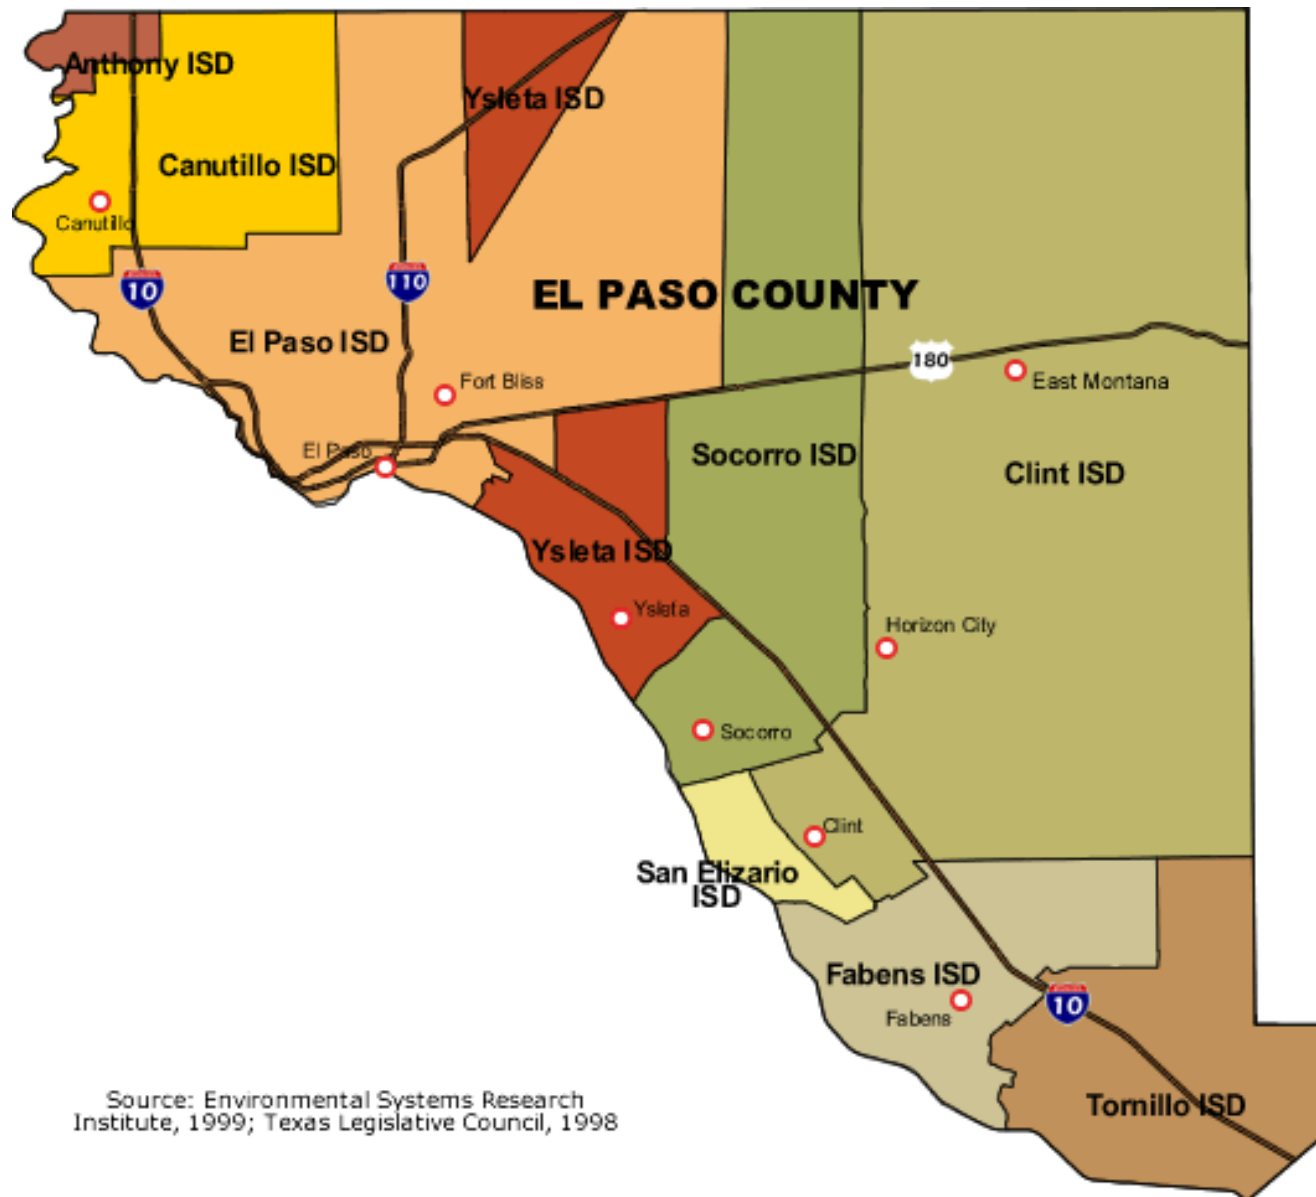 Anthony ISD
Ysleta ISD
Canutillo ISD
Canutillo
10
110
EL PASO COUNTY
El Paso ISD
180
Fort Bliss
East Montana
El Paso
Socorro ISD
Clint ISD
Ysleta ISD
Ysleta
Horizon City
Socorro
Clint
San Elizario
ISD
Fabens ISD
10
Fabens
Tornillo ISD
Source: Environmental Systems Research
Institute, 1999; Texas Legislative Council, 1998